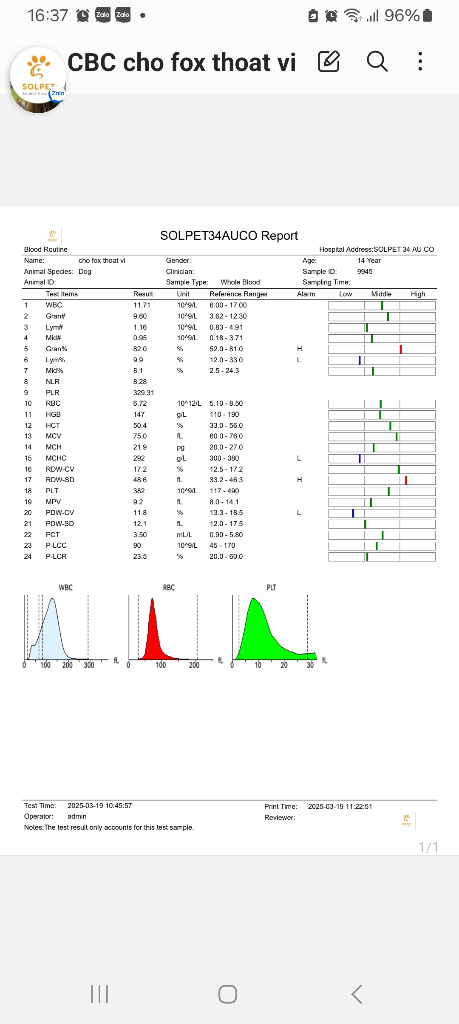 16:37 Zalo Zalo 96%
CBC cho fox thoat vi
SOLPET
Zalo
SOLPET34AUCO Report
Blood Routine Hospital Address:SOLPET 34 AU CO
Name: cho fox thoat vi Gender: Age: 14 Year
Animal Species: Dog Clinician: Sample ID: 9945
Animal ID: Sample Type: Whole Blood Sampling Time:
Test Items Result Unit Reference Ranges Alarm Low Middle High
1 WBC 11.71 10^9/L 6.00 - 17.00
2 Gran# 9.60 10^9/L 3.62 - 12.30
3 Lym# 1.16 10^9/L 0.83 - 4.91
4 Mid# 0.95 10^9/L 0.18 - 3.71
5 Gran% 82.0 % 52.0 - 81.0 H
6 Lym% 9.9 % 12.0 - 33.0 L
7 Mid% 8.1 % 2.5 - 24.3
8 NLR 8.28
9 PLR 329.31
10 RBC 6.72 10^12/L 5.10 - 8.50
11 HGB 147 g/L 110 - 190
12 HCT 50.4 % 33.0 - 56.0
13 MCV 75.0 fL 60.0 - 76.0
14 MCH 21.9 pg 20.0 - 27.0
15 MCHC 292 g/L 300 - 380 L
16 RDW-CV 17.2 % 12.5 - 17.2
17 RDW-SD 48.6 fL 33.2 - 46.3 H
18 PLT 382 10^9/L 117 - 490
19 MPV 9.2 fL 8.0 - 14.1
20 PDW-CV 11.8 % 13.3 - 18.5 L
21 PDW-SD 12.1 fL 12.0 - 17.5
22 PCT 3.50 mL/L 0.90 - 5.80
23 P-LCC 90 10^9/L 45 - 170
24 P-LCR 23.5 % 20.0 - 60.0
WBC RBC PLT
0 100 200 300 fL 0 100 200 fL 0 10 20 30 fL
Test Time: 2025-03-19 10:45:57 Print Time: 2025-03-19 11:22:51
Operator: admin Reviewer:
Notes:The test result only accounts for this test sample.
1/1